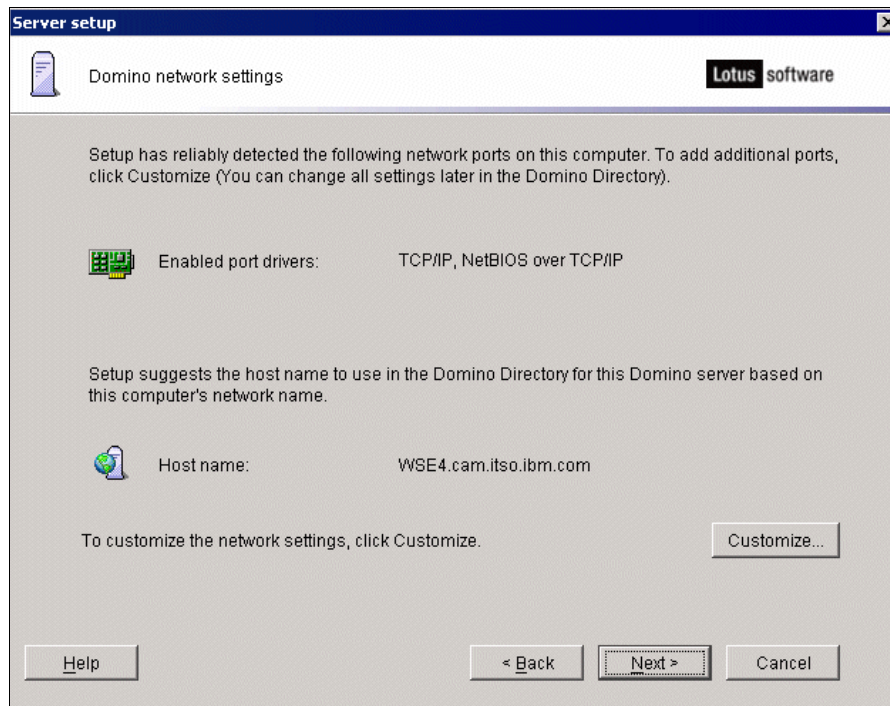 Server setup
Domino network settings
Lotus software
Setup has reliably detected the following network ports on this computer. To add additional ports,
click Customize (You can change all settings later in the Domino Directory).
Enabled port drivers: TCP/IP, NetBIOS over TCP/IP
Setup suggests the host name to use in the Domino Directory for this Domino server based on
this computer's network name.
Host name: WSE4.cam.itso.ibm.com
To customize the network settings, click Customize. Customize...
Help < Back Next > Cancel